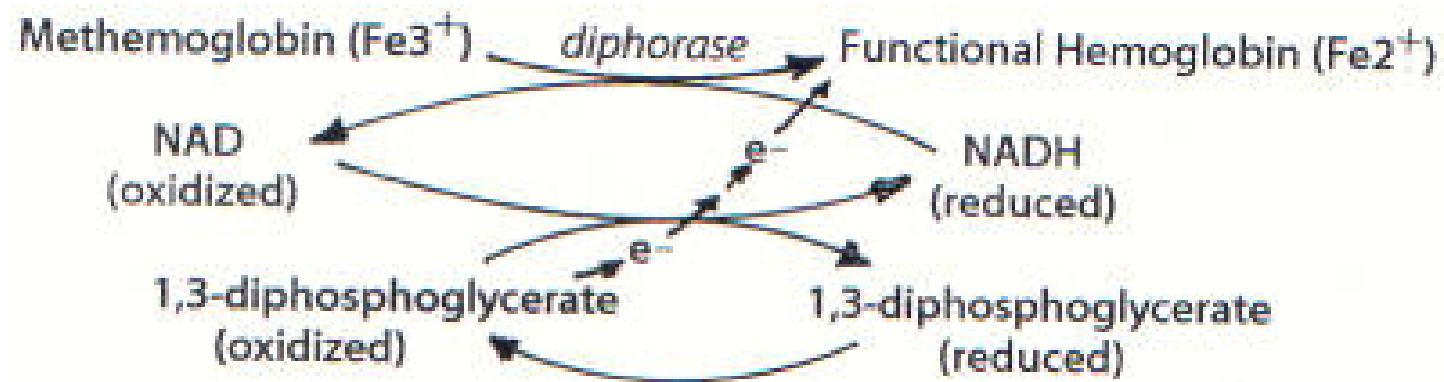 Methemoglobin (Fe3+) diphorase Functional Hemoglobin (Fe2+)
NAD
(oxidized)
NADH
(reduced)
e–
e–
1,3-diphosphoglycerate
(oxidized)
1,3-diphosphoglycerate
(reduced)